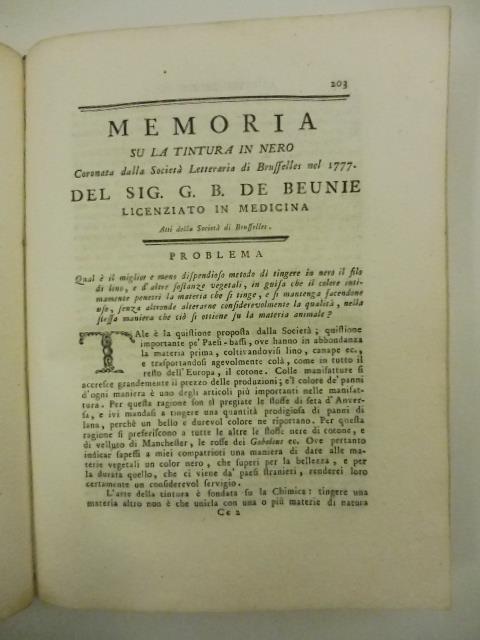 203
MEMORIA
SU LA TINTURA IN NERO
Coronata dalla Società Letteraria di Brusselles nel 1777.
DEL SIG. G. B. DE BEUNIE
LICENZIATO IN MEDICINA
Atti della Società di Brusselles.
PROBLEMA
Qual è il miglior e meno dispendioso metodo di tingere in nero il filo
di lino, e d'altre sostanze vegetali, in guisa che il colore inti-
mamente penetri la materia che si tinge, e si mantenga facendone
uso, senza altronde alterarne considerevolmente la qualità, nella
stessa maniera che ciò si ottiene su la materia animale?
TAle è la quistione proposta dalla Società; quistione
importante pe' Paesi-bassi, ove hanno in abbondanza
la materia prima, coltivandovisi lino, canape ec.,
e trasportandosi agevolmente colà, come in tutto il
resto dell'Europa, il cotone. Colle manifatture si
accresce grandemente il prezzo delle produzioni; e'l colore de' panni
d'ogni maniera è uno degli articoli più importanti nelle manifat-
tura. Per questa ragione son sì pregiate le stoffe di seta d'Anver-
sa, e ivi mandasi a tingere una quantità prodigiosa di panni di
lana, perchè un bello e durevol colore ne riportano. Per questa
ragione si preferiscono a tutte le altre le stoffe nere di cotone, e
di velluto di Manchester, le rosse dei Gobelins ec. Ove pertanto
indicar sapessi a miei compatrioti una maniera di dare alle ma-
terie vegetali un color nero, che superi per la bellezza, e per
la durata quello, che ci viene da' paesi stranieri, renderei loro
certamente un considerevol servigio.
L'arte della tintura è fondata su la Chimica: tingere una
materia altro non è che unirla con una o più materie di natura
Cc 2